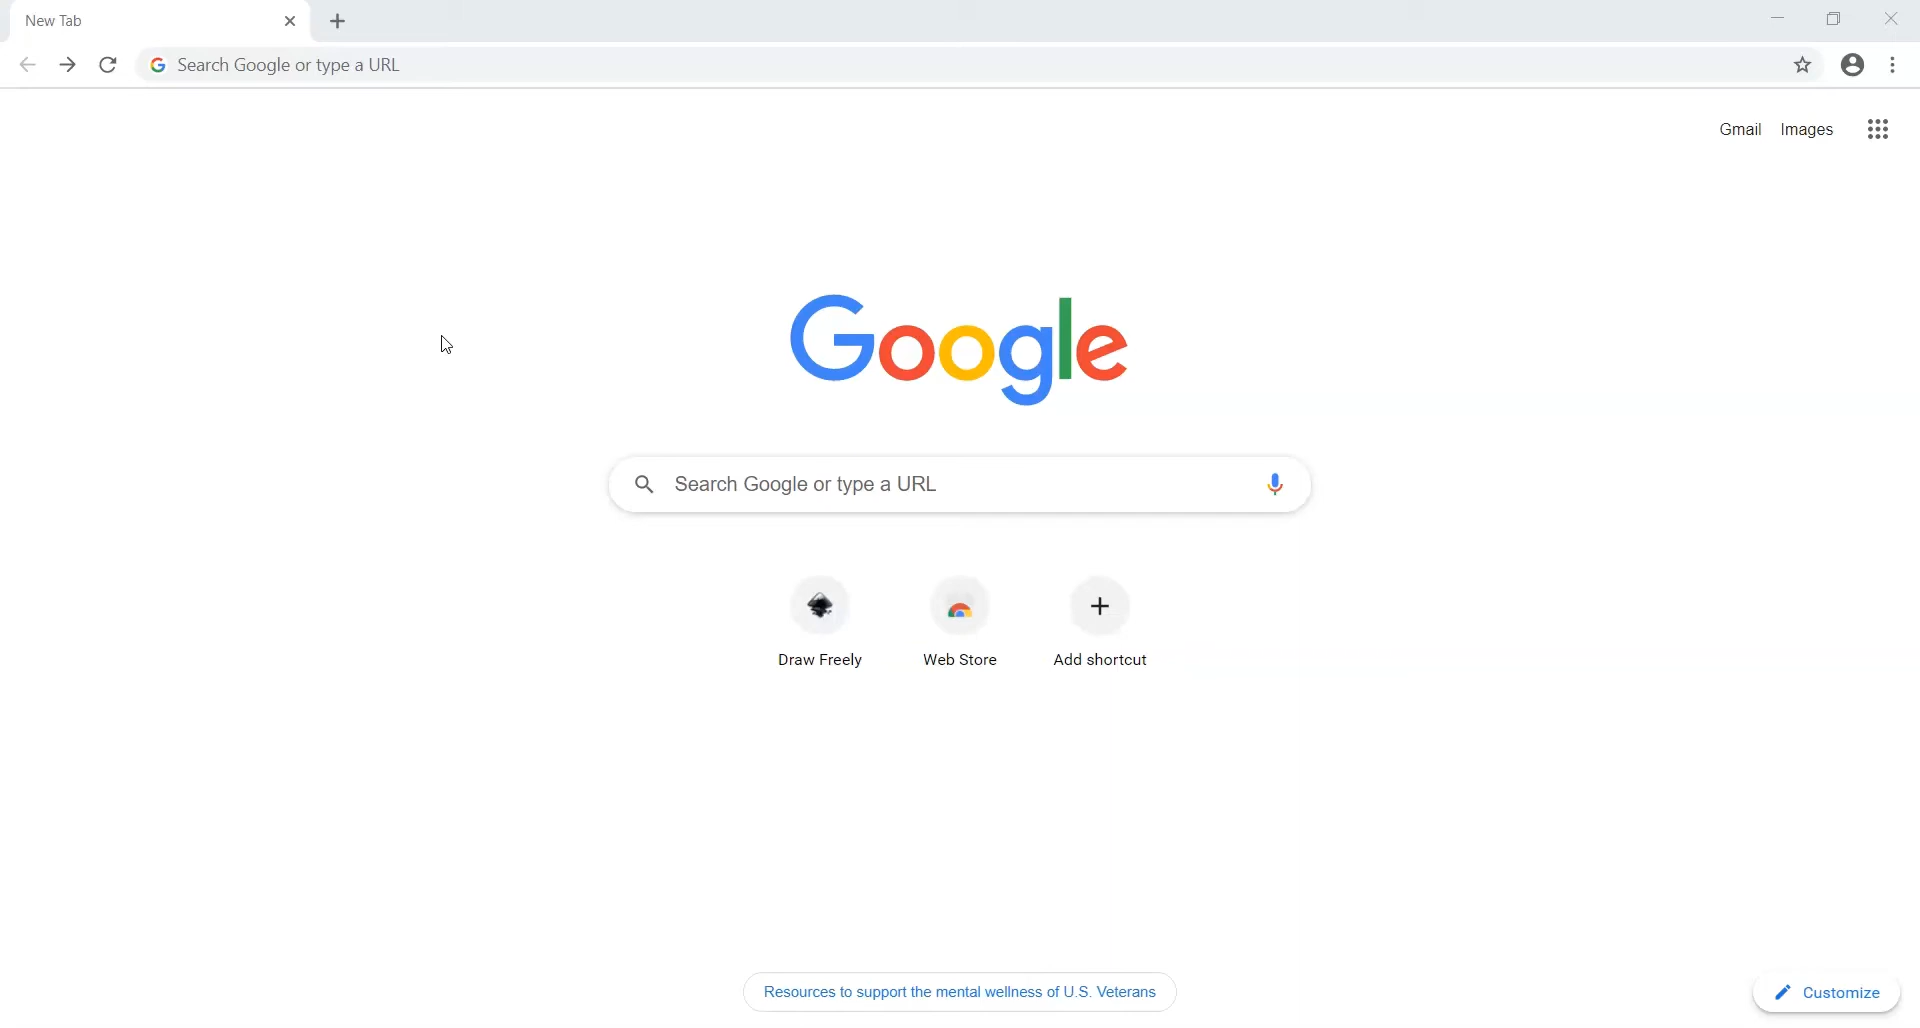 New Tab
Search Google or type a URL
Gmail Images
Google
Search Google or type a URL
Draw Freely Web Store Add shortcut
Resources to support the mental wellness of U.S. Veterans
Customize